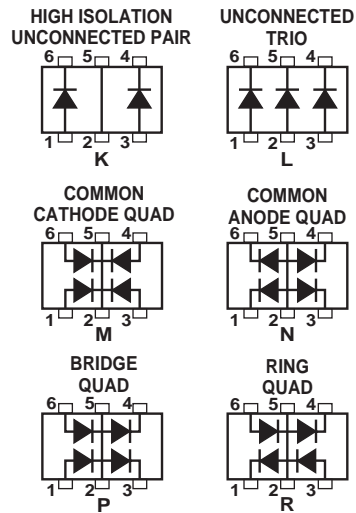 HIGH ISOLATION
UNCONNECTED PAIR
6 5 4
1 2 3
K
UNCONNECTED
TRIO
6 5 4
1 2 3
L
COMMON
CATHODE QUAD
6 5 4
1 2 3
M
COMMON
ANODE QUAD
6 5 4
1 2 3
N
BRIDGE
QUAD
6 5 4
1 2 3
P
RING
QUAD
6 5 4
1 2 3
R